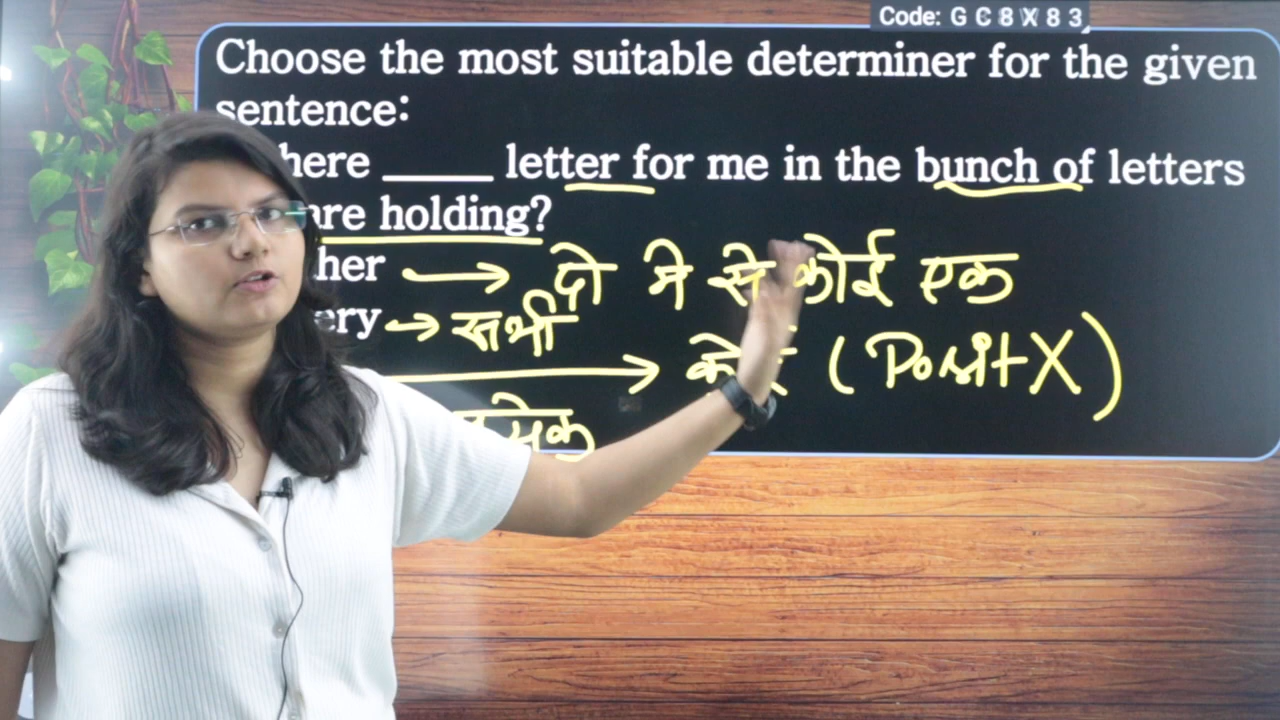 Code: G C 8 X 8 3
Choose the most suitable determiner for the given
sentence:
here _____ letter for me in the bunch of letters
are holding?
ther → दो में से कोई एक
ery → सभी
→ (Posit X)